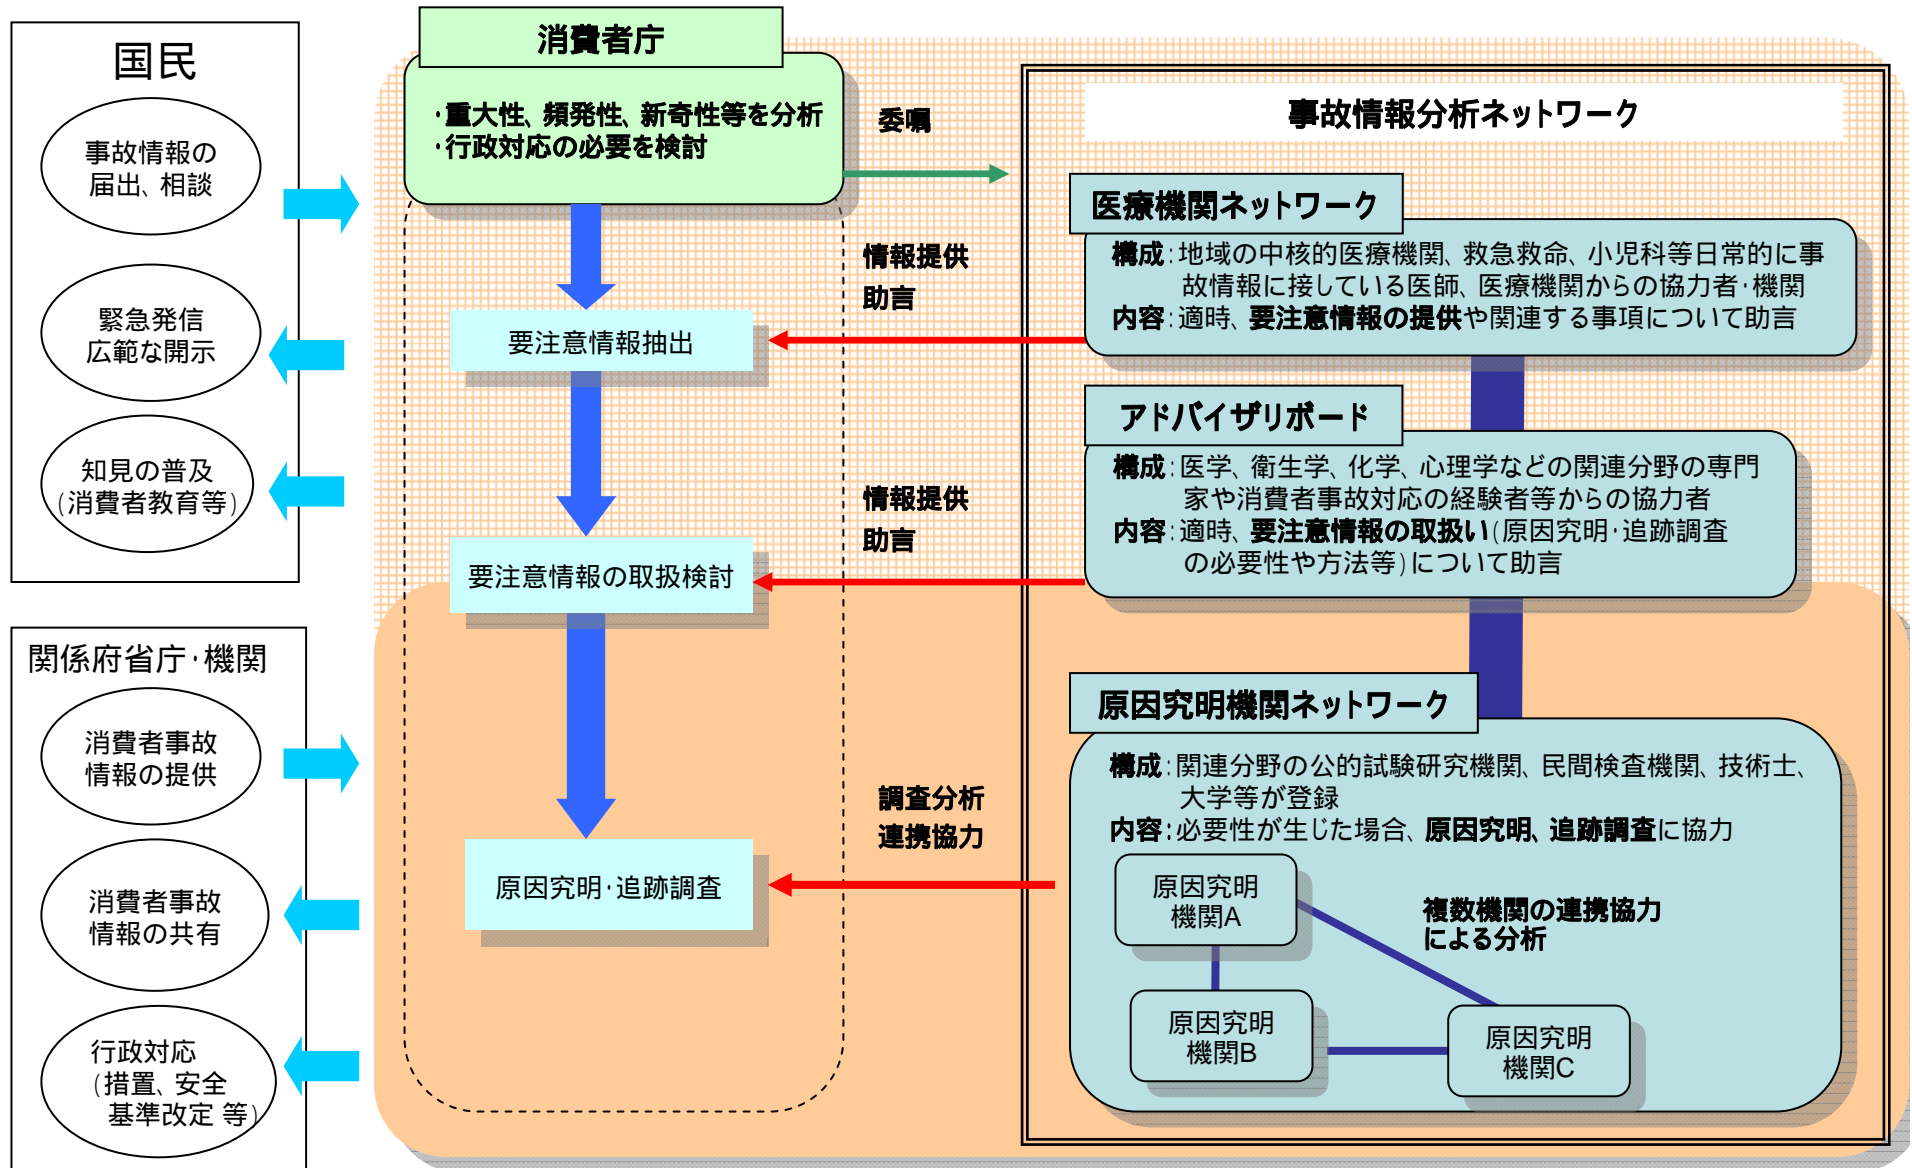 国民
事故情報の
届出、相談
緊急発信
広範な開示
知見の普及
(消費者教育等)
関係府省庁・機関
消費者事故
情報の提供
消費者事故
情報の共有
行政対応
(措置、安全
基準改定 等)
消費者庁
・重大性、頻発性、新奇性等を分析
・行政対応の必要を検討
要注意情報抽出
要注意情報の取扱検討
原因究明・追跡調査
委嘱
情報提供
助言
情報提供
助言
調査分析
連携協力
事故情報分析ネットワーク
医療機関ネットワーク
構成:地域の中核的医療機関、救急救命、小児科等日常的に事
故情報に接している医師、医療機関からの協力者・機関
内容:適時、要注意情報の提供や関連する事項について助言
アドバイザリボード
構成:医学、衛生学、化学、心理学などの関連分野の専門
家や消費者事故対応の経験者等からの協力者
内容:適時、要注意情報の取扱い(原因究明・追跡調査
の必要性や方法等)について助言
原因究明機関ネットワーク
構成:関連分野の公的試験研究機関、民間検査機関、技術士、
大学等が登録
内容:必要性が生じた場合、原因究明、追跡調査に協力
原因究明
機関A
複数機関の連携協力
による分析
原因究明
機関B
原因究明
機関C